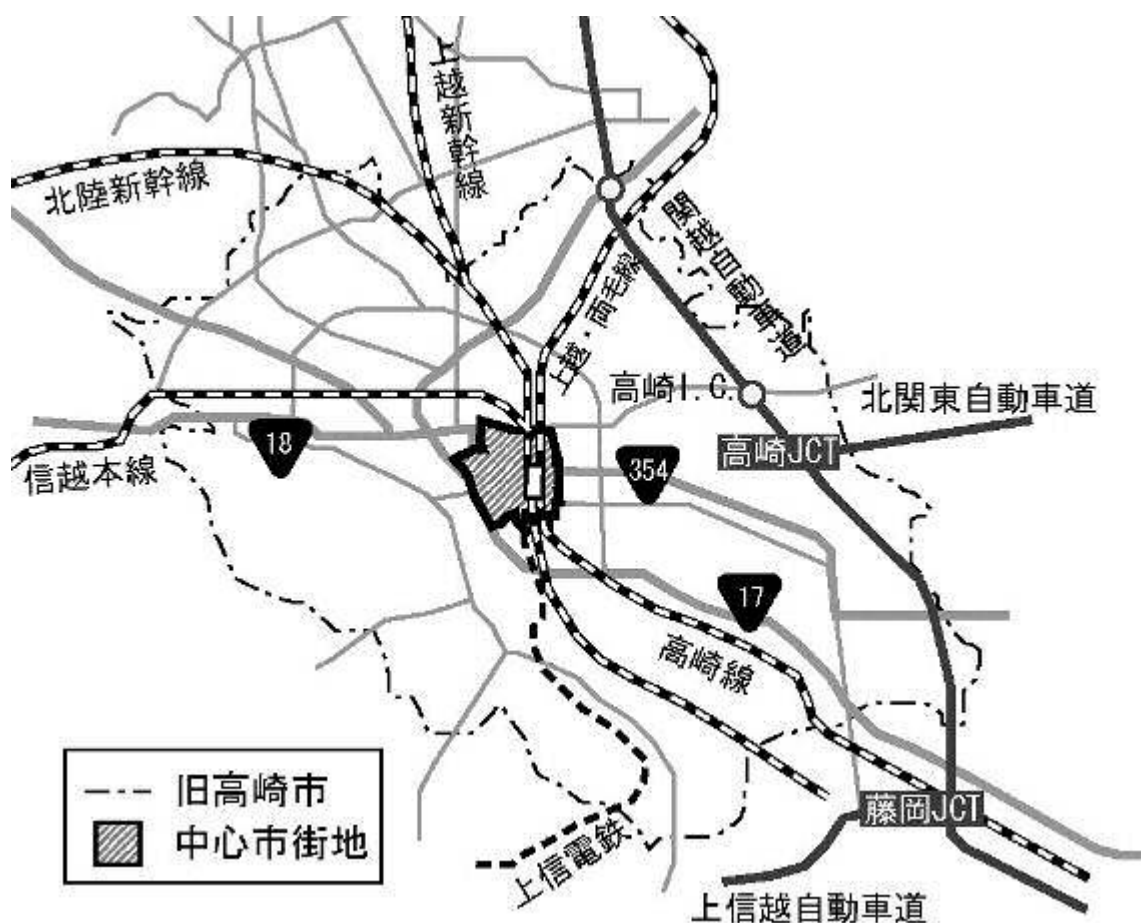 上越新幹線
北陸新幹線
関越自動車道
上越・両毛線
高崎I.C.
北関東自動車道
18
高崎JCT
354
信越本線
17
高崎線
旧高崎市
中心市街地
藤岡JCT
上信電鉄
上信越自動車道